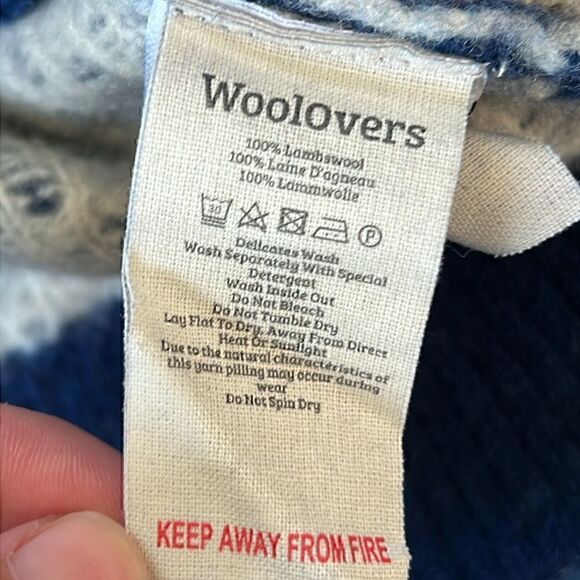 WoolOvers
100% Lambswool
100% Laine D'agneau
100% Lammwolle
30 P
Delicates Wash
Wash Separately With Special
Detergent
Wash Inside Out
Do Not Bleach
Do Not Tumble Dry
Lay Flat To Dry, Away From Direct
Heat Or Sunlight
Due to the natural characteristics of
this yarn pilling may occur during
wear
Do Not Spin Dry
KEEP AWAY FROM FIRE